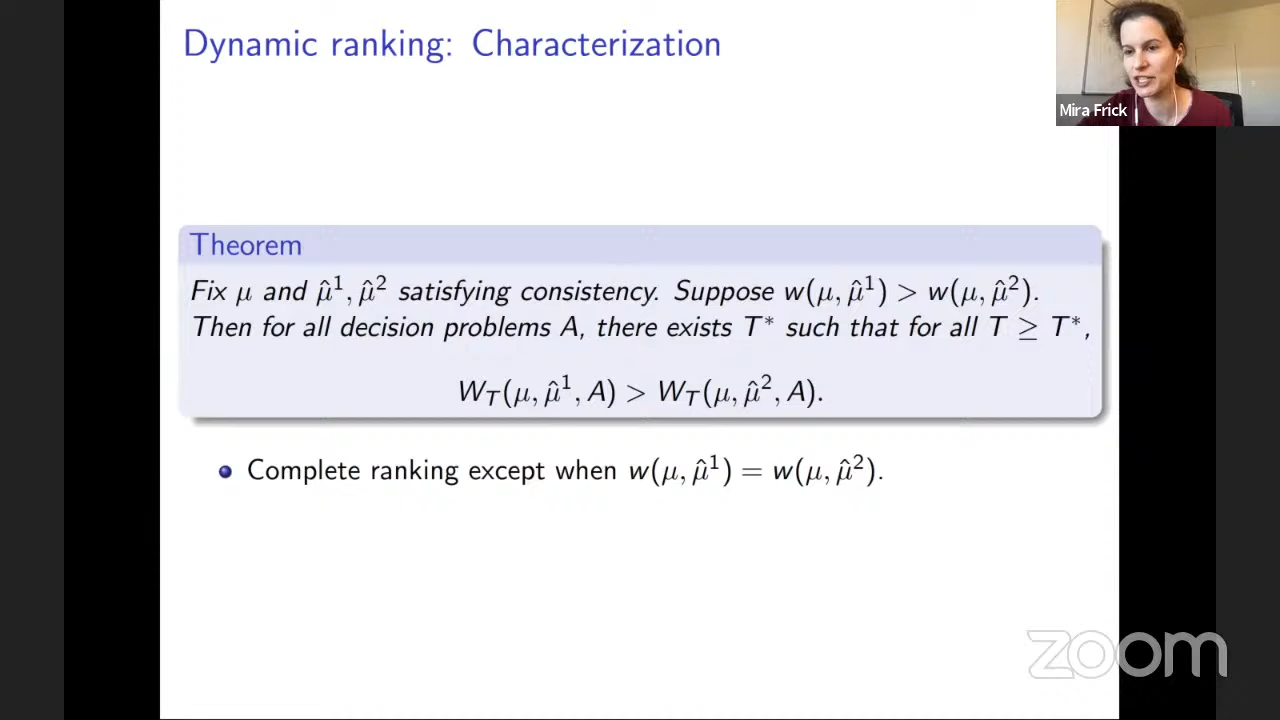 Dynamic ranking: Characterization
Mira Frick
Theorem
Fix μ and μ̂¹, μ̂² satisfying consistency. Suppose w(μ, μ̂¹) > w(μ, μ̂²).
Then for all decision problems A, there exists T* such that for all T ≥ T*,
W_T(μ, μ̂¹, A) > W_T(μ, μ̂², A).
Complete ranking except when w(μ, μ̂¹) = w(μ, μ̂²).
zoom